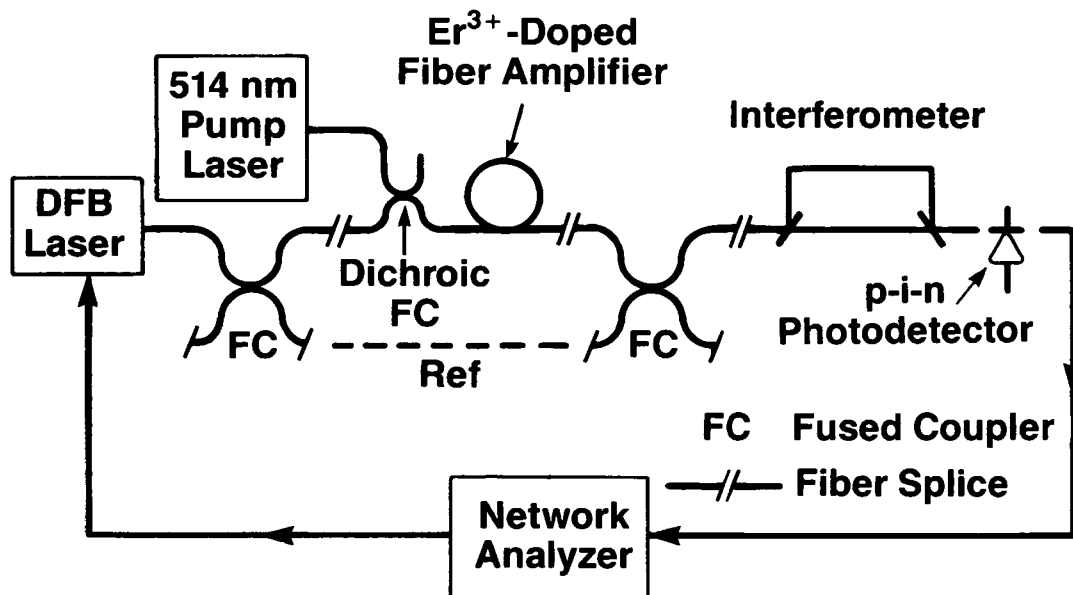 Er³⁺-Doped
Fiber Amplifier
514 nm
Pump
Laser
Interferometer
DFB
Laser
Dichroic
FC
p-i-n
Photodetector
FC
FC
Ref
FC Fused Coupler
Fiber Splice
Network
Analyzer